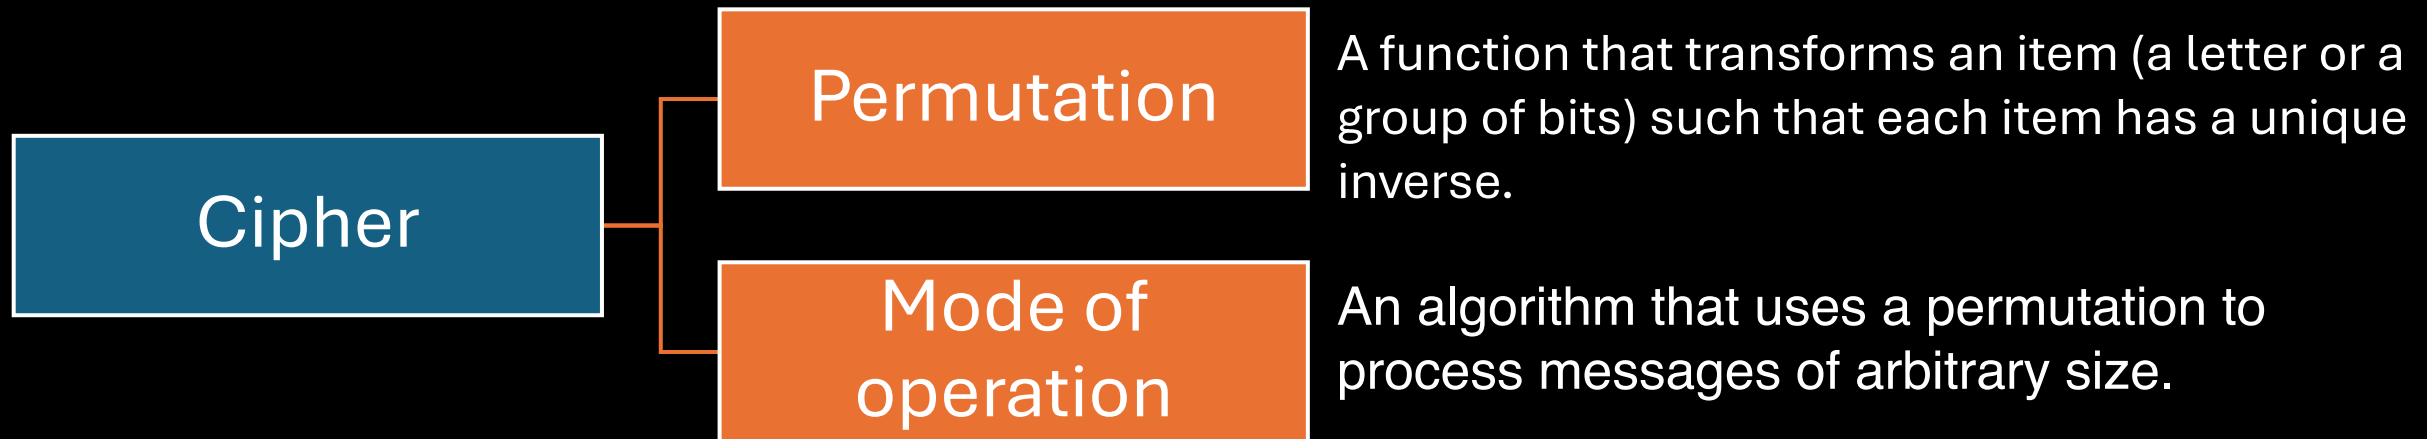 Cipher
Permutation
A function that transforms an item (a letter or a
group of bits) such that each item has a unique
inverse.
Mode of
operation
An algorithm that uses a permutation to
process messages of arbitrary size.